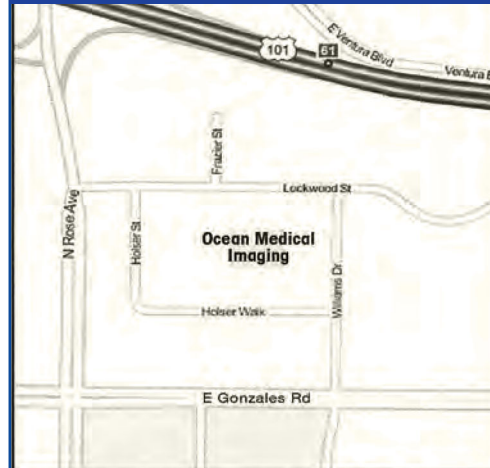 E Ventura Blvd
101
61
Ventura B
Frazier St
Lockwood St
N Rose Ave
Holser St
Ocean Medical
Imaging
Williams Dr.
Holser Walk
E Gonzales Rd